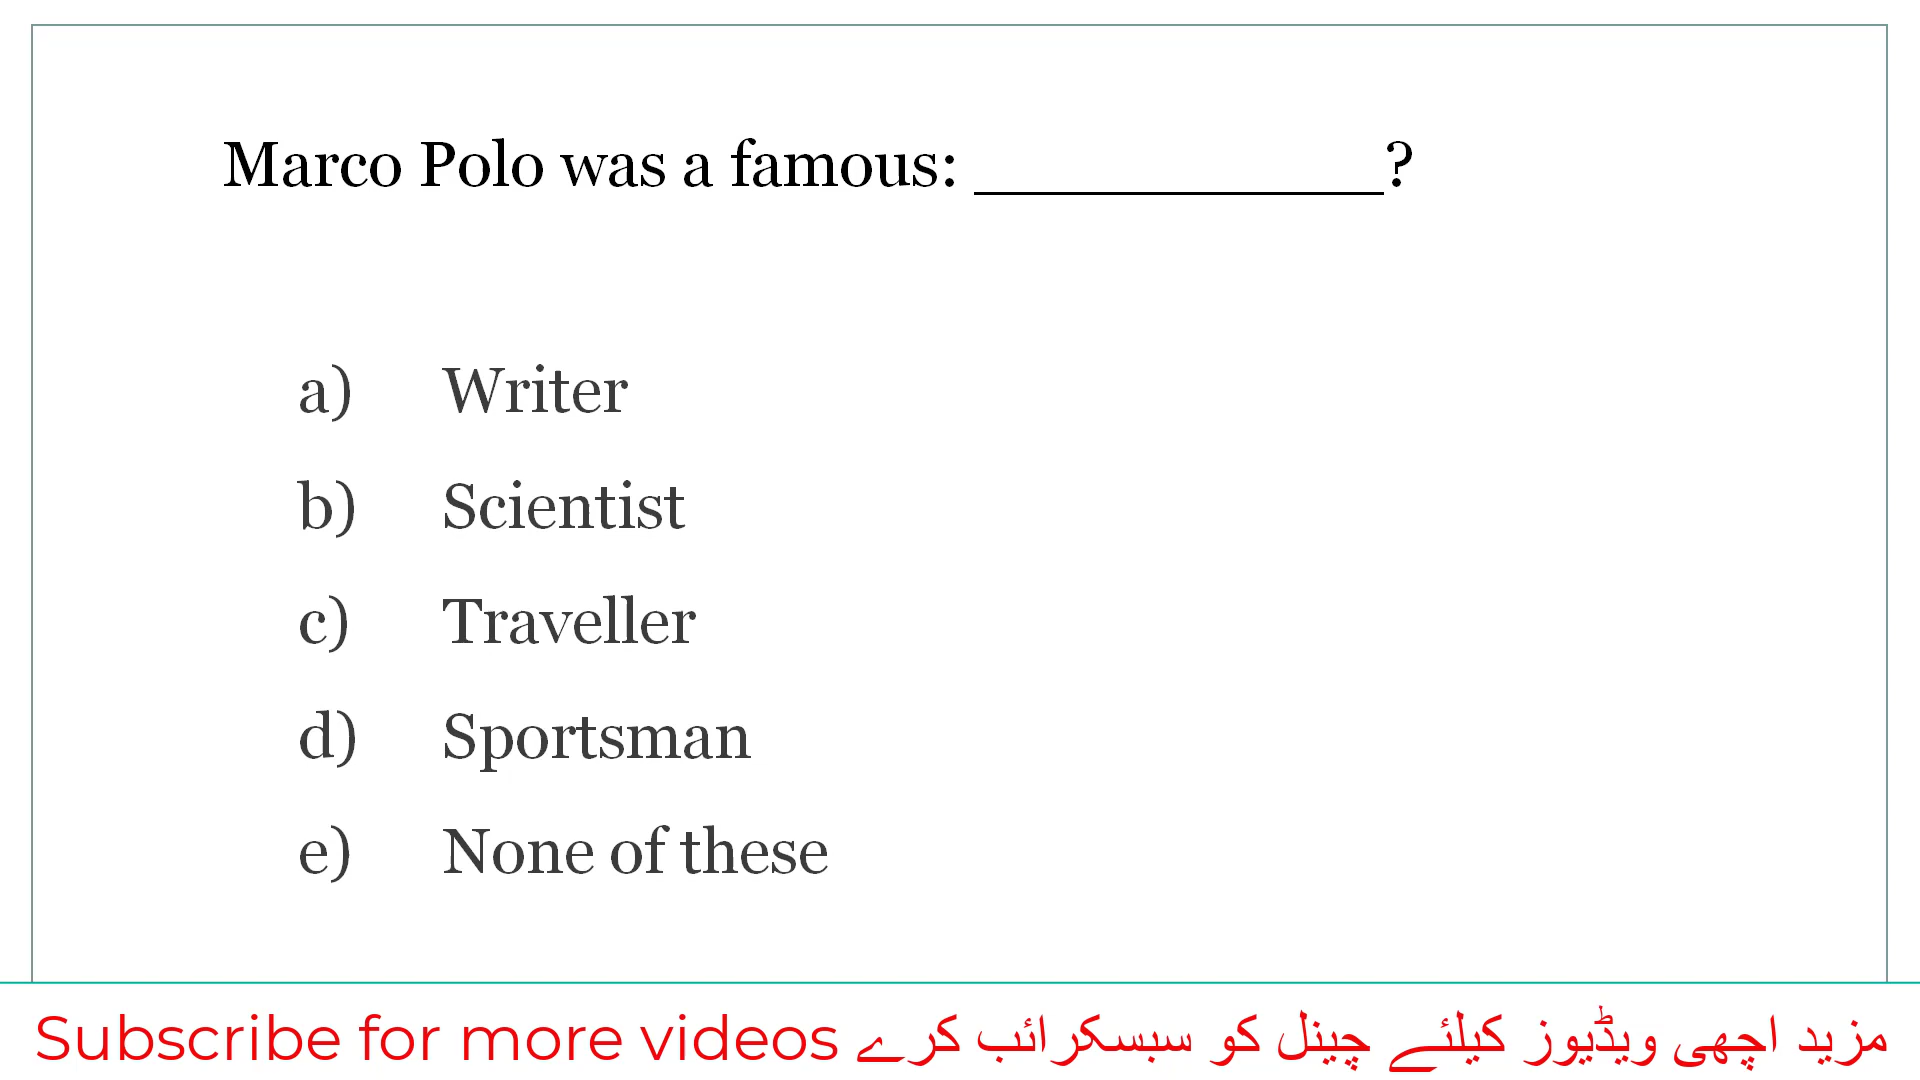 Marco Polo was a famous: ____________?
a) Writer
b) Scientist
c) Traveller
d) Sportsman
e) None of these
Subscribe for more videos مزید اچھی ویڈیوز کیلئے چینل کو سبسکرائب کرے